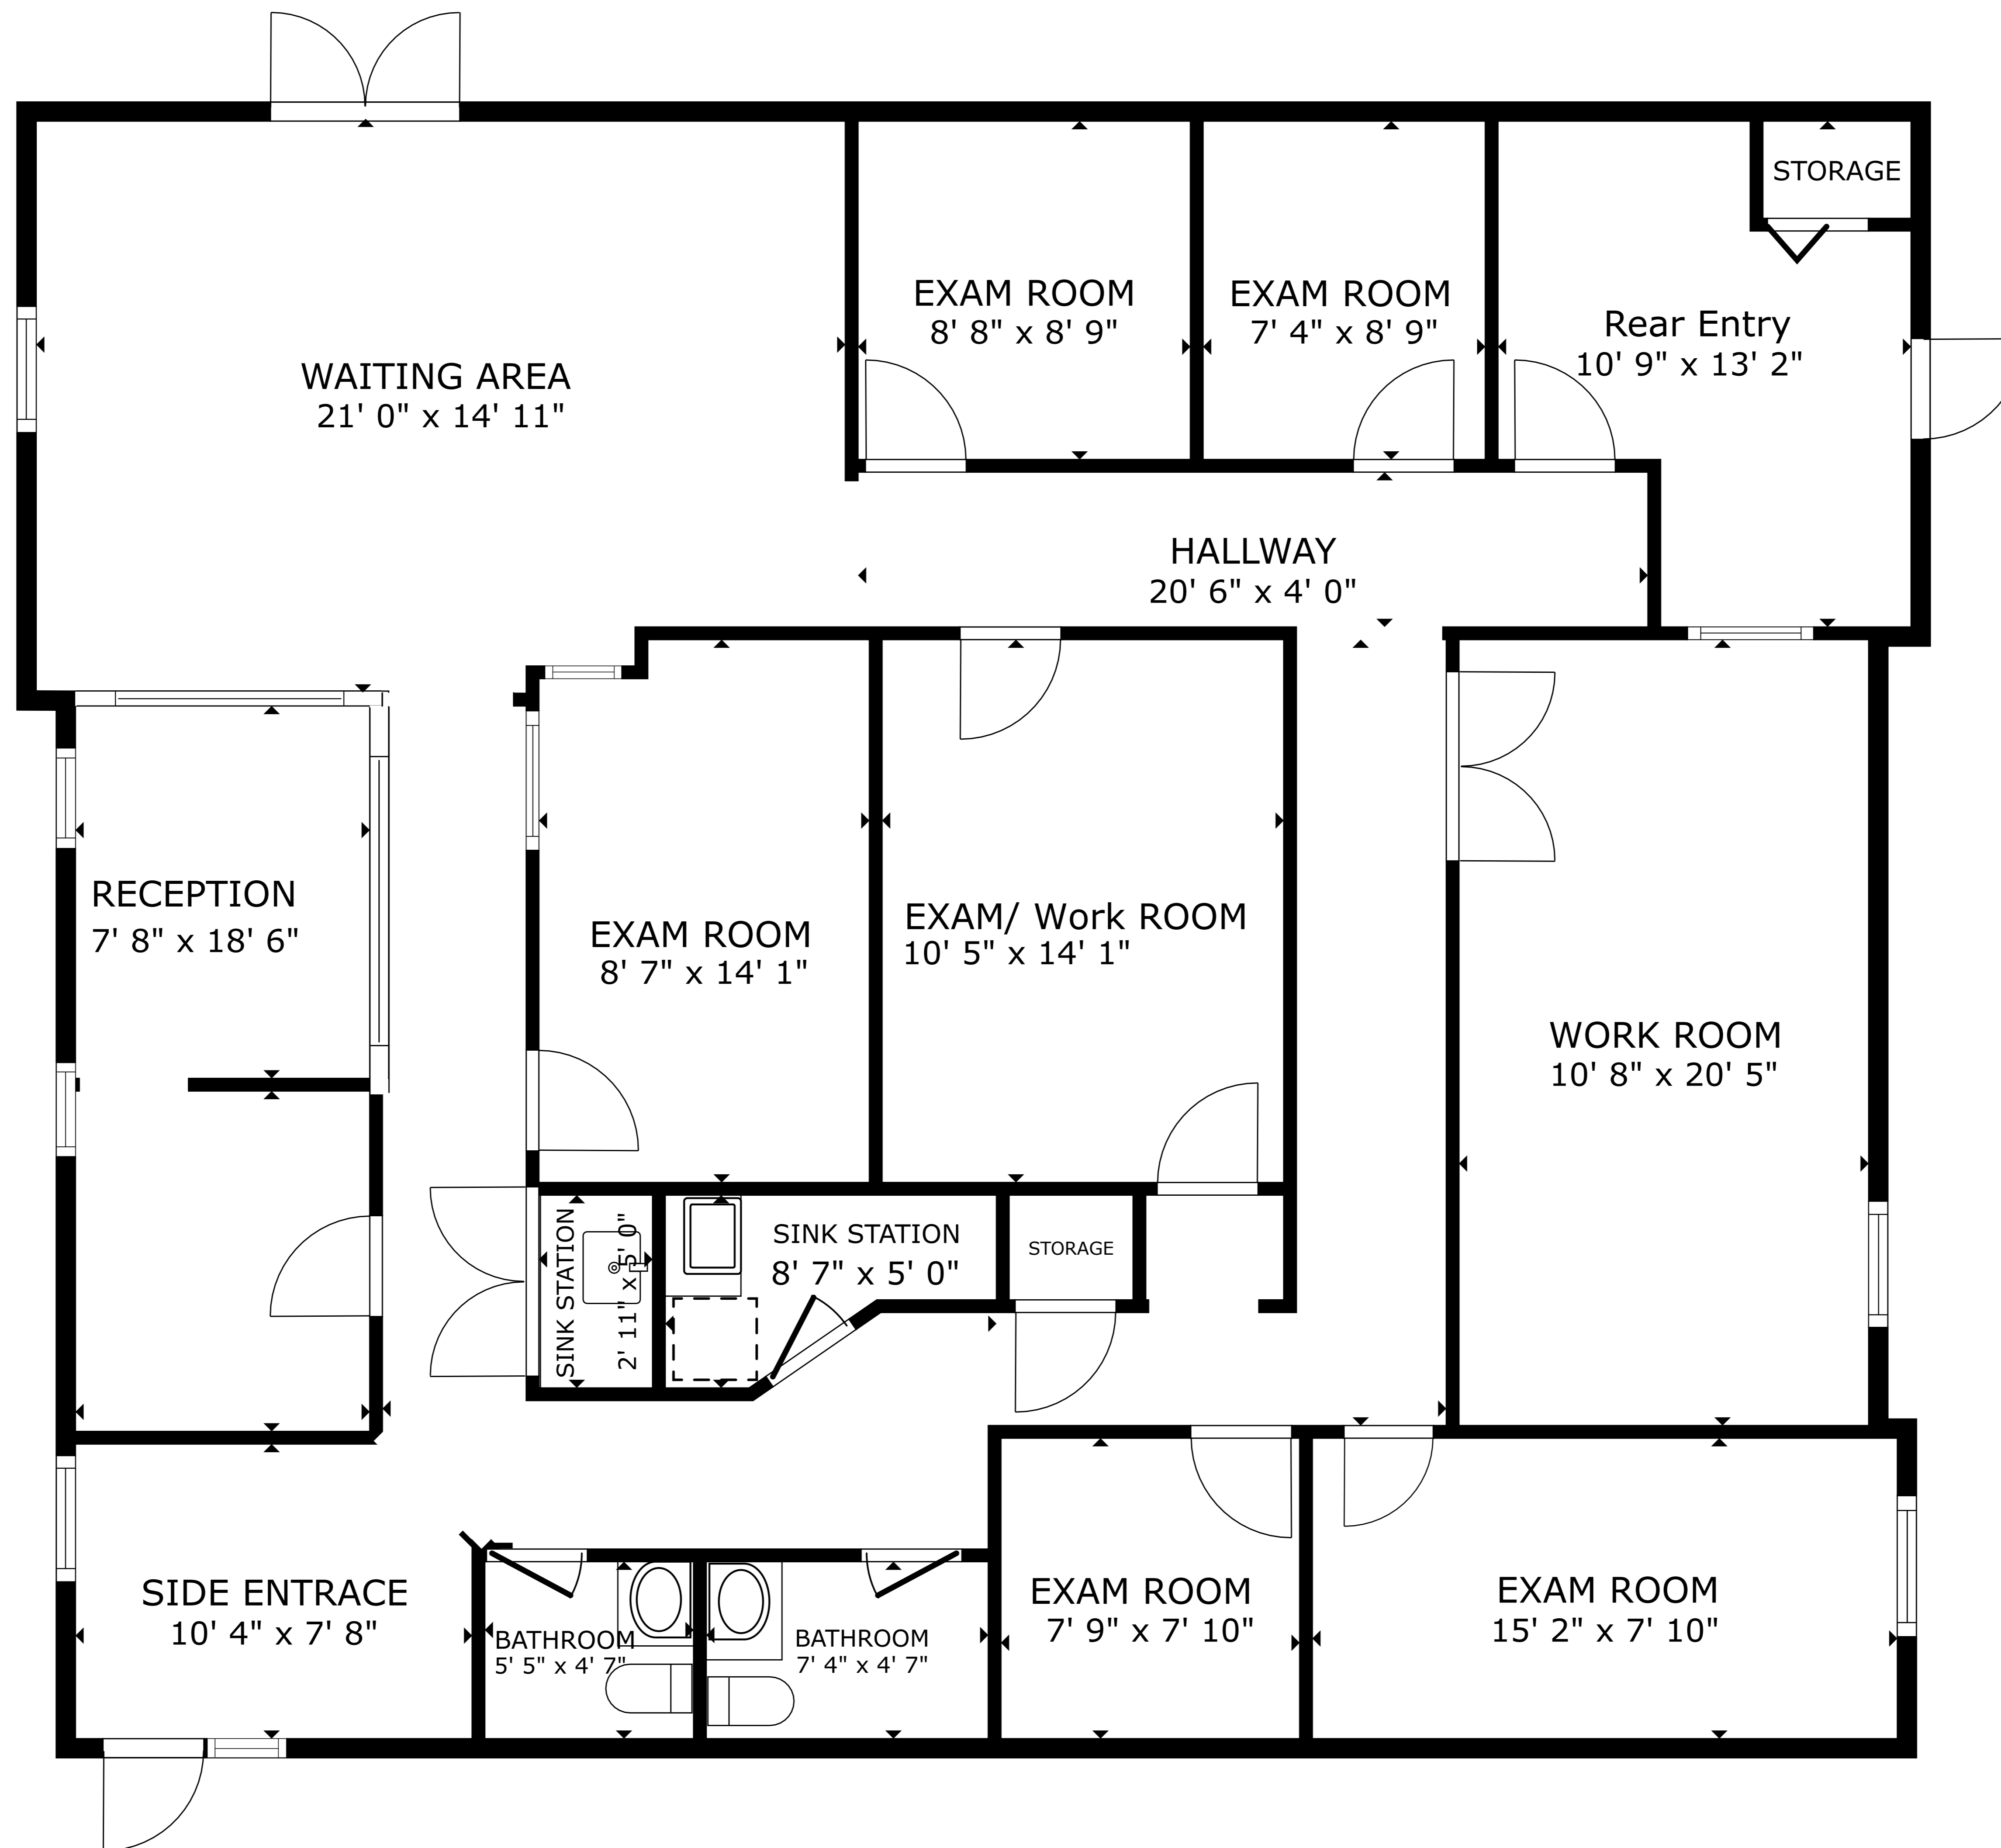 STORAGE
EXAM ROOM
8' 8" x 8' 9"
EXAM ROOM
7' 4" x 8' 9"
Rear Entry
10' 9" x 13' 2"
WAITING AREA
21' 0" x 14' 11"
HALLWAY
20' 6" x 4' 0"
RECEPTION
7' 8" x 18' 6"
EXAM ROOM
8' 7" x 14' 1"
EXAM/ Work ROOM
10' 5" x 14' 1"
WORK ROOM
10' 8" x 20' 5"
SINK STATION
2' 11" x 5' 0"
SINK STATION
8' 7" x 5' 0"
STORAGE
SIDE ENTRACE
10' 4" x 7' 8"
BATHROOM
5' 5" x 4' 7"
BATHROOM
7' 4" x 4' 7"
EXAM ROOM
7' 9" x 7' 10"
EXAM ROOM
15' 2" x 7' 10"